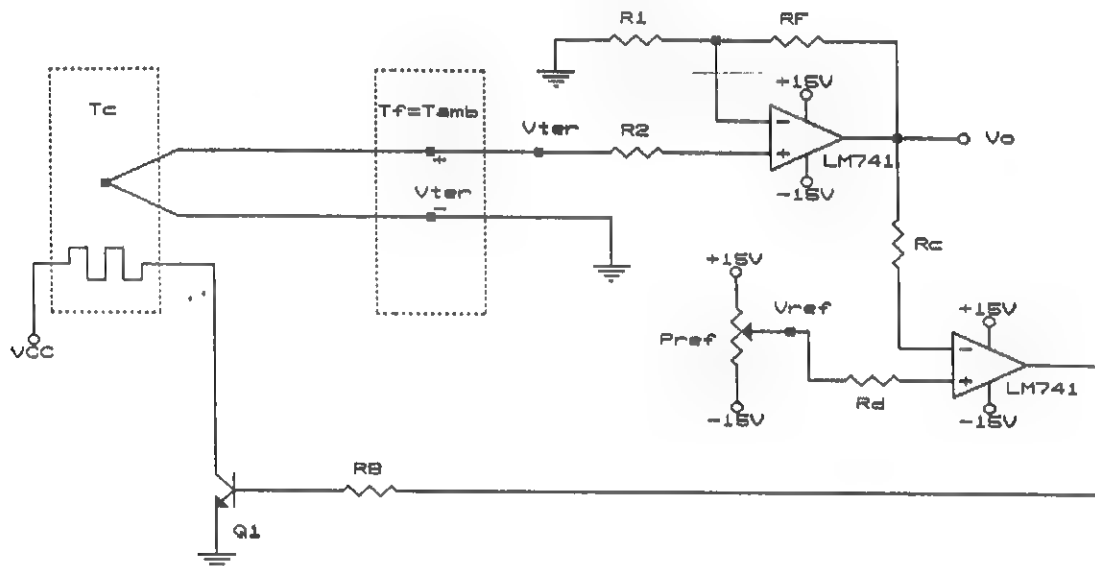 R1
RF
Tc
Tf=Tamb
+15V
Vter
R2
+
-
+
LM741
Vo
-15V
Vter
-
Rc
+15V
Vref
Pref
+15V
-
+
VCC
Rd
LM741
-15V
-15V
RB
Q1